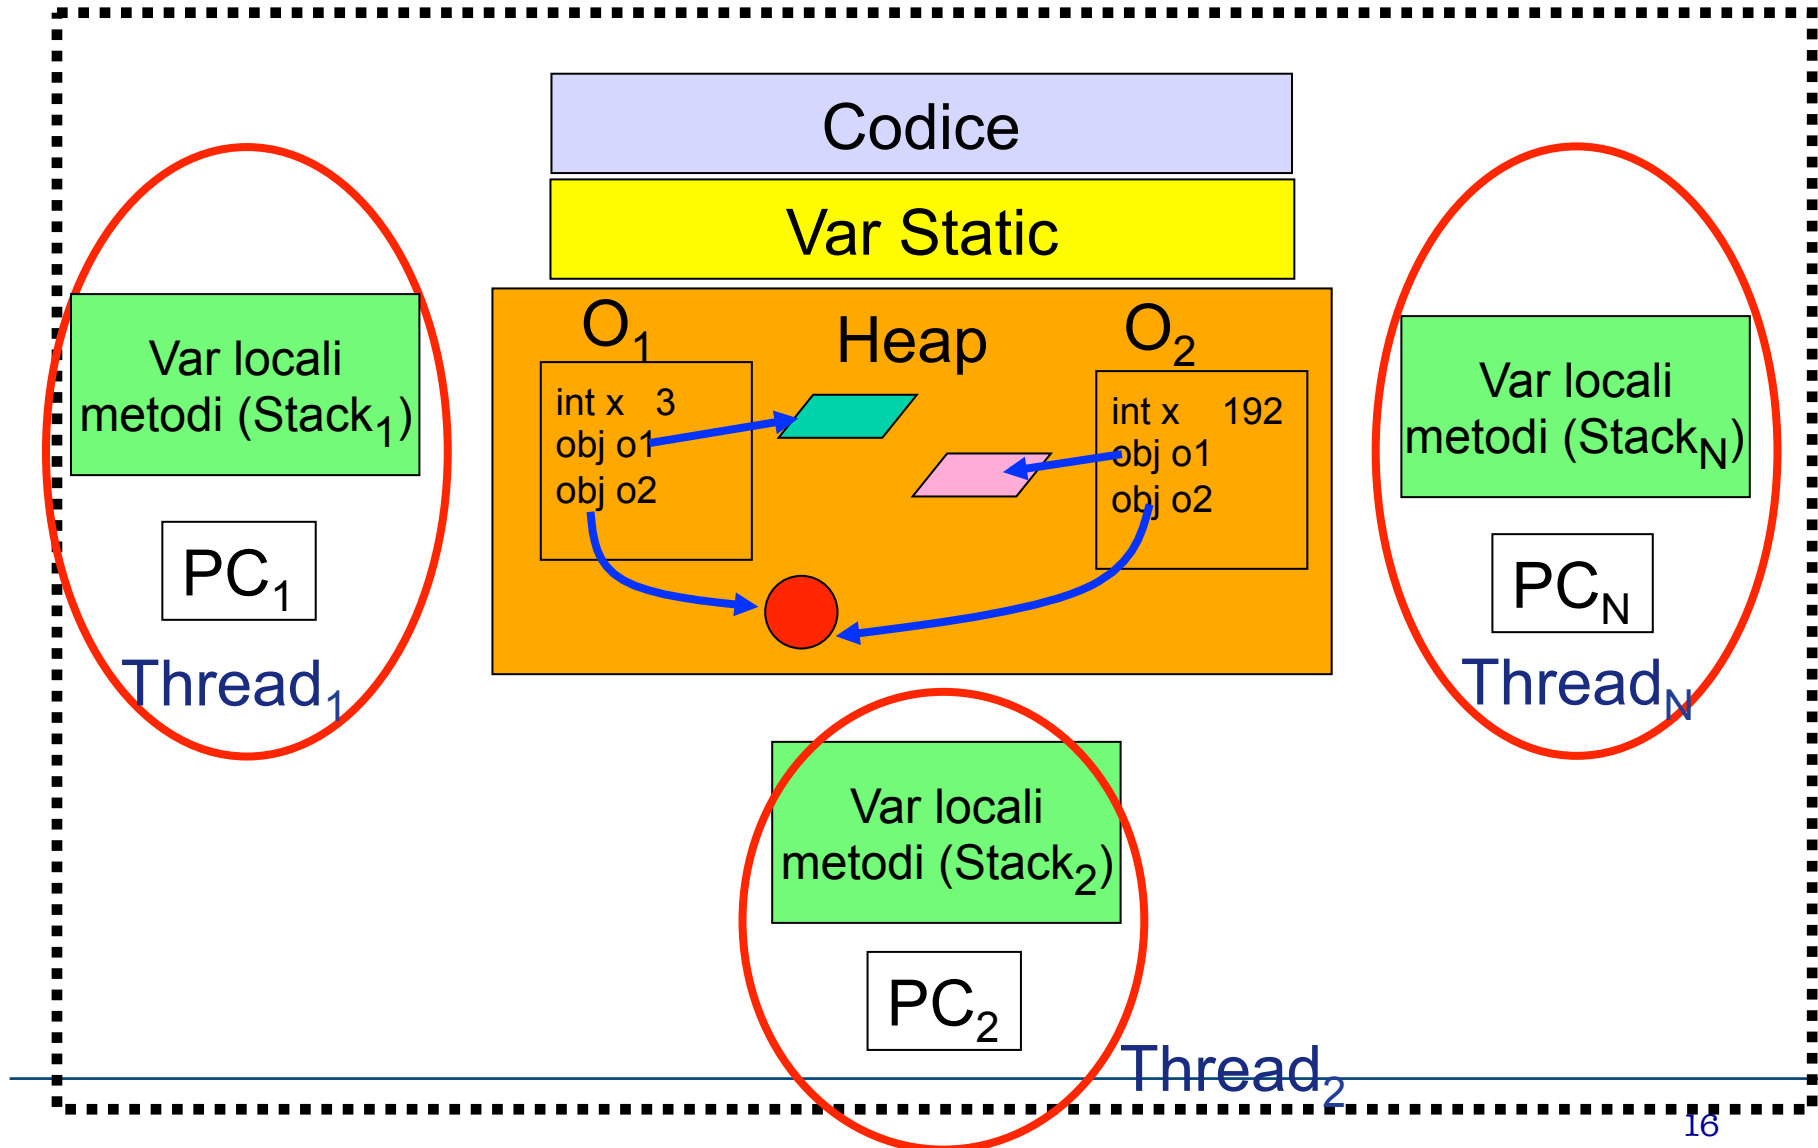 Codice
Var Static
O1 Heap O2
int x 3
obj o1
obj o2
int x 192
obj o1
obj o2
Var locali
metodi (Stack1)
PC1
Thread1
Var locali
metodi (StackN)
PCN
ThreadN
Var locali
metodi (Stack2)
PC2
Thread2
16